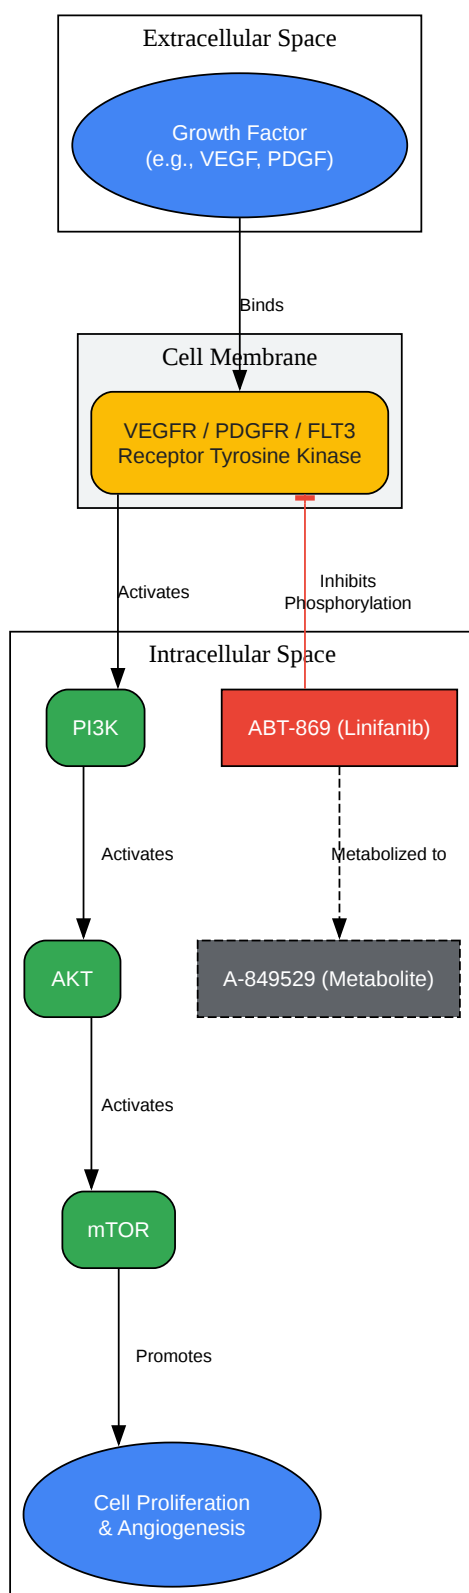 Extracellular Space
Growth Factor
(e.g., VEGF, PDGF)
Binds
Cell Membrane
VEGFR / PDGFR / FLT3
Receptor Tyrosine Kinase
Activates
Inhibits
Phosphorylation
Intracellular Space
PI3K
ABT-869 (Linifanib)
Activates
Metabolized to
AKT
A-849529 (Metabolite)
Activates
mTOR
Promotes
Cell Proliferation
& Angiogenesis